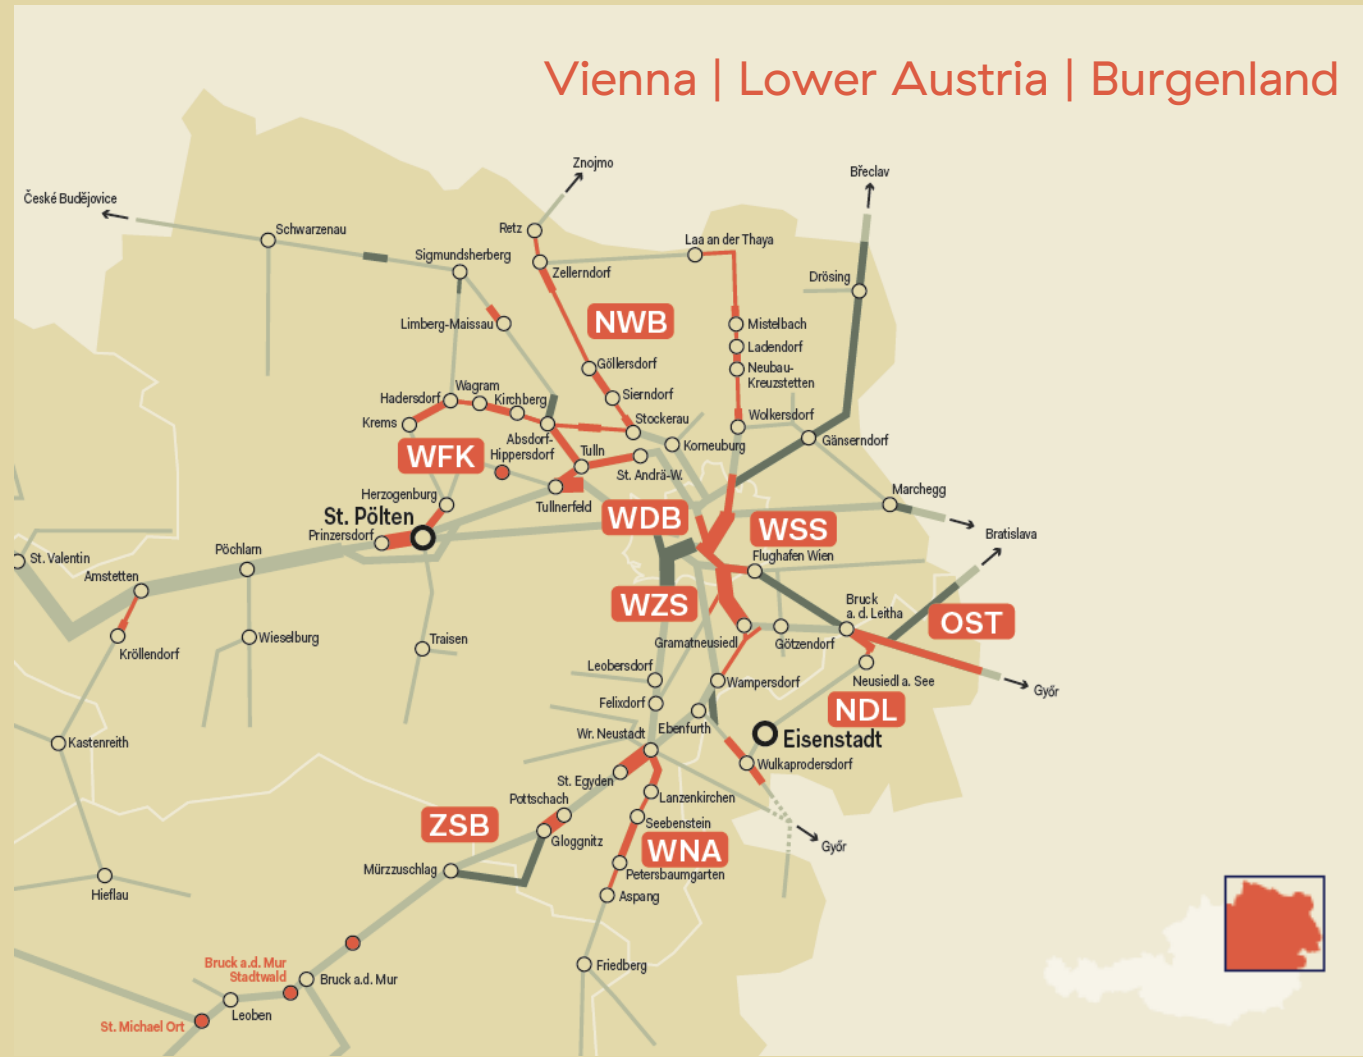 Vienna | Lower Austria | Burgenland
Znojmo
Břeclav
České Budějovice
Schwarzenau
Retz
Laa an der Thaya
Sigmundsherberg
Zellerndorf
Drösing
NWB
Limberg-Maissau
Mistelbach
Ladendorf
Göllersdorf
Neubau-
Kreuzstetten
Wagram
Hadersdorf
Kirchberg
Sierndorf
Krems
Stockerau
Wolkersdorf
Absdorf-
Hippersdorf
Korneuburg
Gänserndorf
WFK
Tulln
St. Andrä-W.
Marchegg
Herzogenburg
Tullnerfeld
St. Pölten
WDB
WSS
Prinzersdorf
Bratislava
Pöchlarn
St. Valentin
Flughafen Wien
Amstetten
WZS
Bruck
a. d. Leitha
OST
Wieselburg
Traisen
Gramatneusiedl
Götzendorf
Kröllendorf
Leobersdorf
Wampersdorf
Neusiedl a. See
Győr
Felixdorf
NDL
Ebenfurth
Wr. Neustadt
Eisenstadt
Kastenreith
Wulkaprodersdorf
St. Egyden
Pottschach
Lanzenkirchen
ZSB
Seebenstein
Gloggnitz
WNA
Győr
Mürzzuschlag
Petersbaumgarten
Hieflau
Aspang
Bruck a.d. Mur
Stadtwald
Bruck a.d. Mur
Friedberg
Leoben
St. Michael Ort